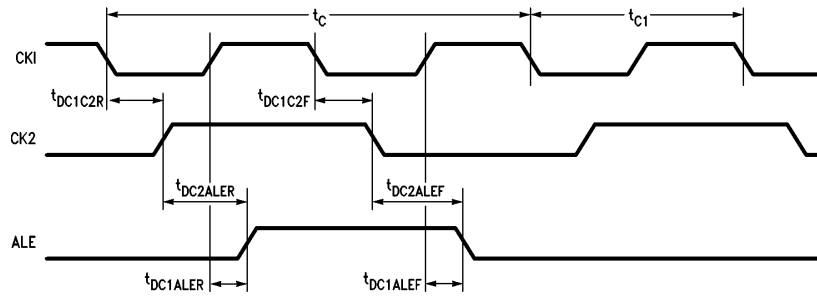 tC
tC1
CKI
tDC1C2R
tDC1C2F
CK2
tDC2ALER
tDC2ALEF
ALE
tDC1ALER
tDC1ALEF